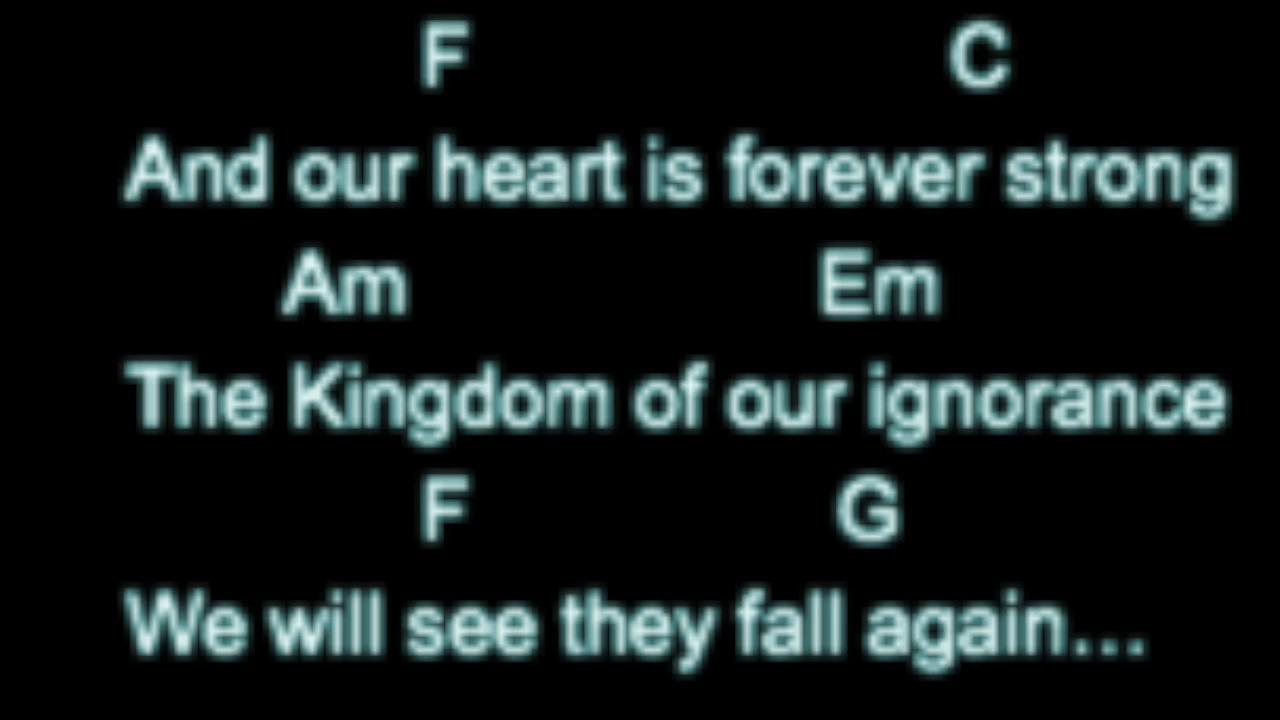 F C
And our heart is forever strong
Am Em
The Kingdom of our ignorance
F G
We will see they fall again...